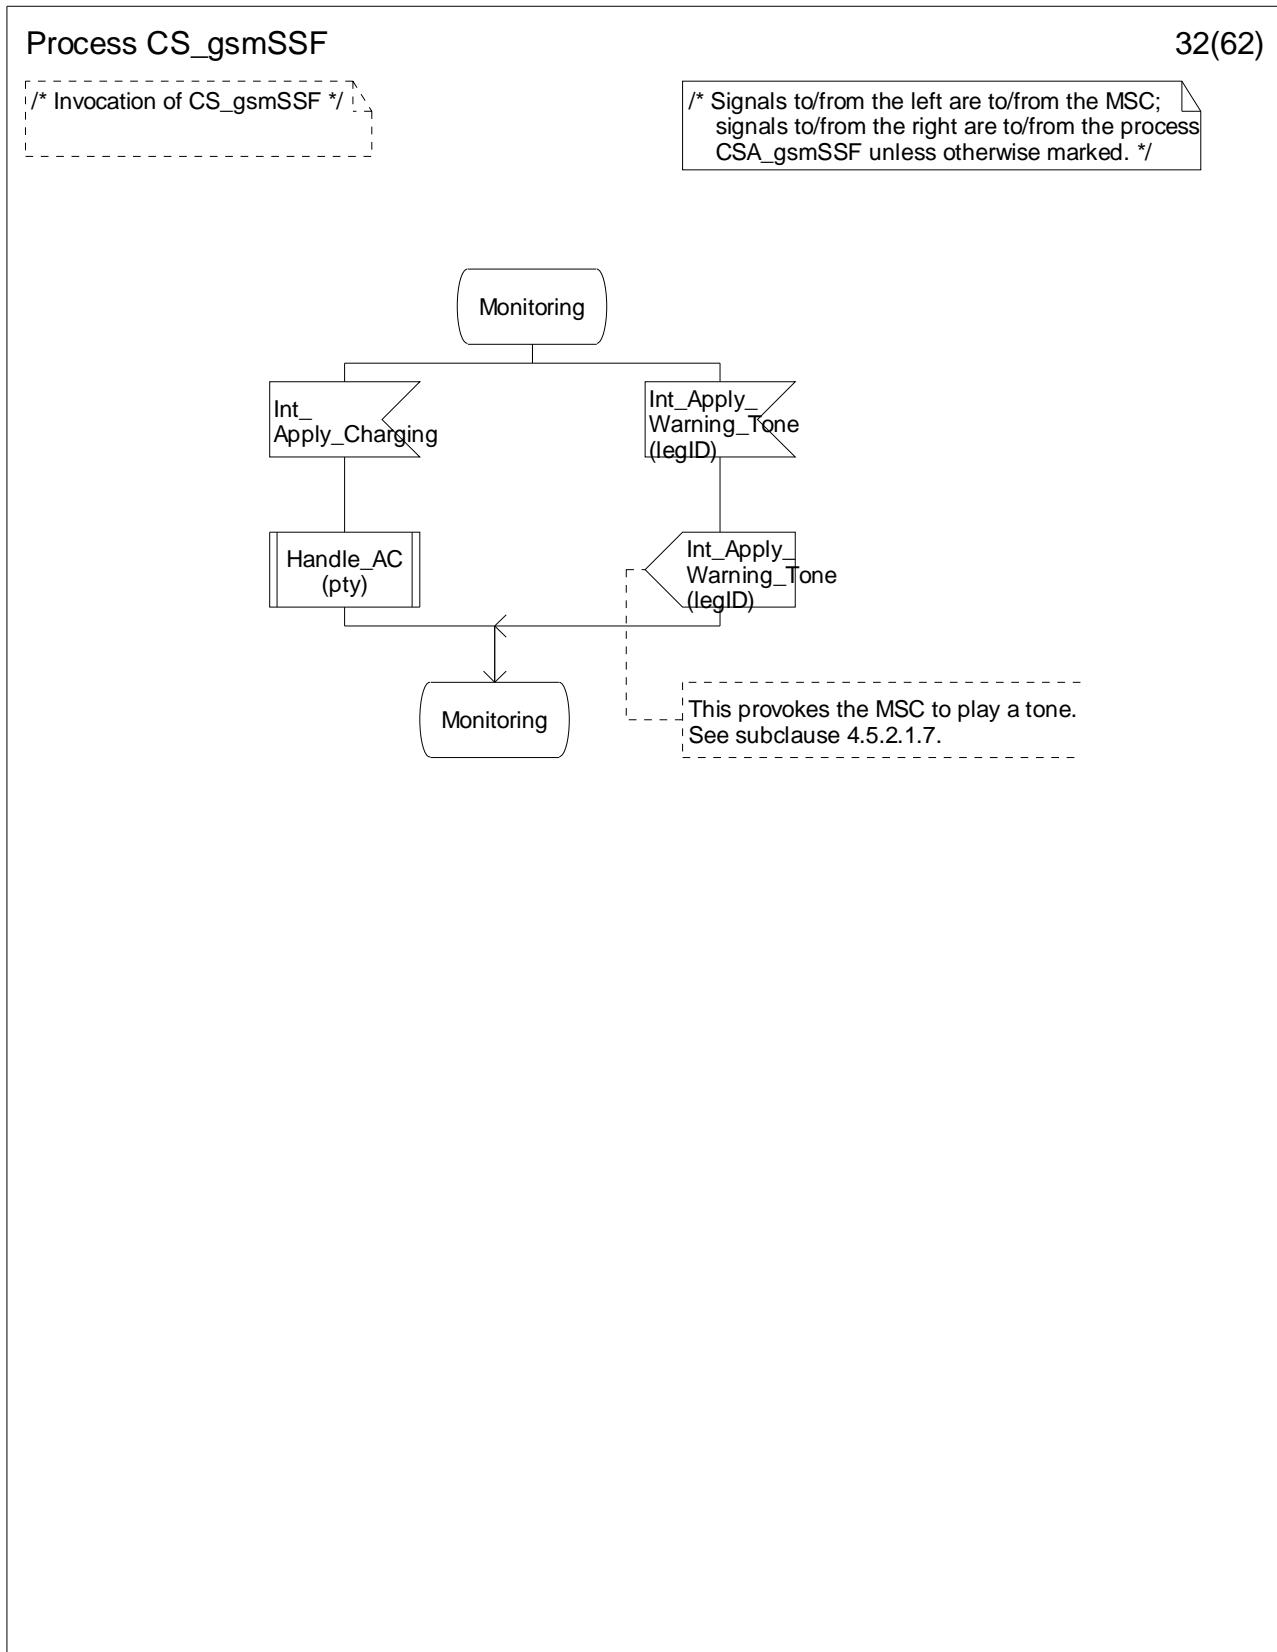 Process CS_gsmSSF
32(62)
/* Invocation of CS_gsmSSF */
/* Signals to/from the left are to/from the MSC;
signals to/from the right are to/from the process
CSA_gsmSSF unless otherwise marked. */
Monitoring
Int_
Apply_Charging
Int_Apply_
Warning_Tone
(legID)
Handle_AC
(pty)
Int_Apply_
Warning_Tone
(legID)
Monitoring
This provokes the MSC to play a tone.
See subclause 4.5.2.1.7.